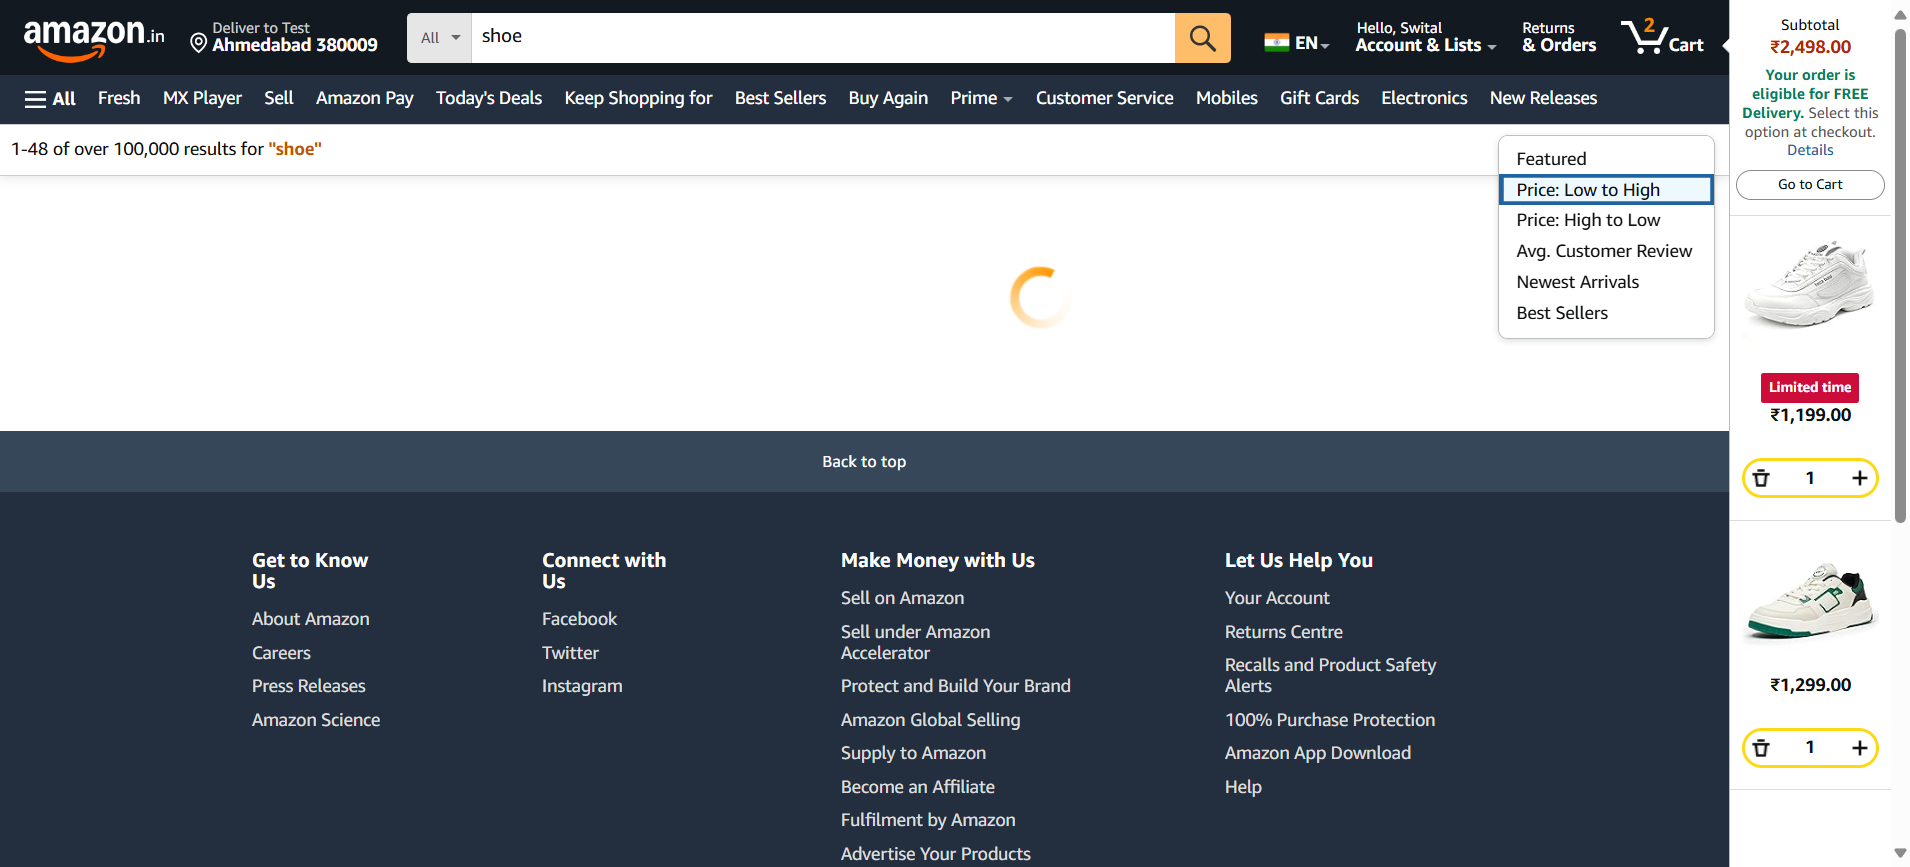 amazon.in
Deliver to Test
Ahmedabad 380009
All
shoe
EN
Hello, Swital
Account & Lists
Returns
& Orders
2
Cart
All
Fresh
MX Player
Sell
Amazon Pay
Today's Deals
Keep Shopping for
Best Sellers
Buy Again
Prime
Customer Service
Mobiles
Gift Cards
Electronics
New Releases
1-48 of over 100,000 results for "shoe"
Featured
Price: Low to High
Price: High to Low
Avg. Customer Review
Newest Arrivals
Best Sellers
Subtotal
₹2,498.00
Your order is
eligible for FREE
Delivery. Select this
option at checkout.
Details
Go to Cart
Limited time
₹1,199.00
1
₹1,299.00
1
Back to top
Get to Know
Us
About Amazon
Careers
Press Releases
Amazon Science
Connect with
Us
Facebook
Twitter
Instagram
Make Money with Us
Sell on Amazon
Sell under Amazon
Accelerator
Protect and Build Your Brand
Amazon Global Selling
Supply to Amazon
Become an Affiliate
Fulfilment by Amazon
Advertise Your Products
Let Us Help You
Your Account
Returns Centre
Recalls and Product Safety
Alerts
100% Purchase Protection
Amazon App Download
Help